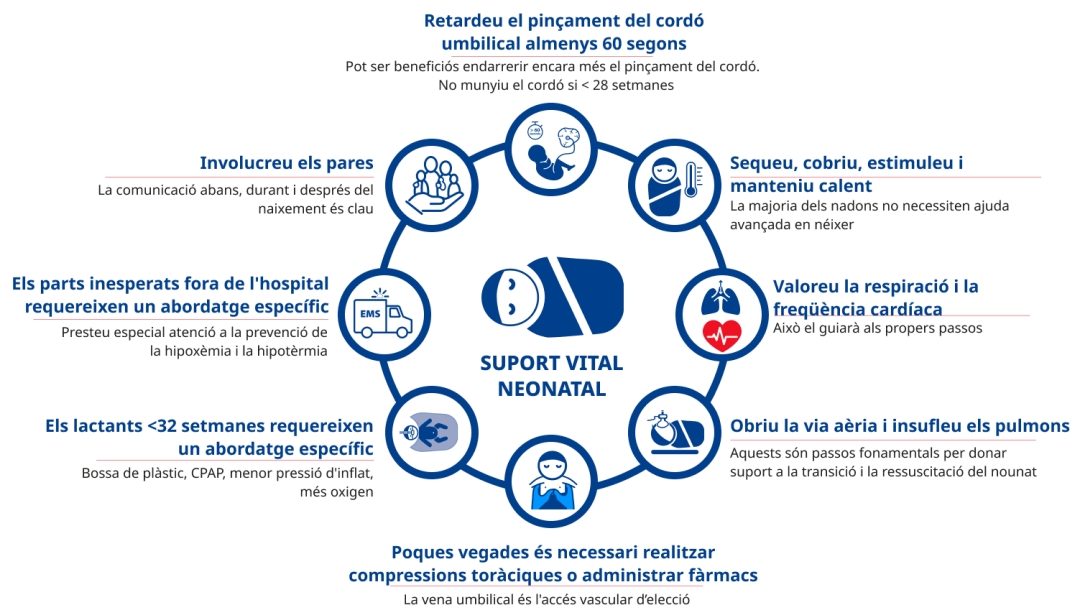 Retardeu el pinçament del cordó
umbilical almenys 60 segons
Pot ser beneficiós endarrerir encara més el pinçament del cordó.
No munyiu el cordó si < 28 setmanes
Sequeu, cobriu, estimuleu i
manteniu calent
La majoria dels nadons no necessiten ajuda
avançada en néixer
Valoreu la respiració i la
freqüència cardíaca
Això el guiarà als propers passos
Obriu la via aèria i insufleu els pulmons
Aquests són passos fonamentals per donar
suport a la transició i la ressuscitació del nounat
Poques vegades és necessari realitzar
compressions toràciques o administrar fàrmacs
La vena umbilical és l'accés vascular d’elecció
Els lactants <32 setmanes requereixen
un abordatge específic
Bossa de plàstic, CPAP, menor pressió d'inflat,
més oxigen
Els parts inesperats fora de l'hospital
requereixen un abordatge específic
Presteu especial atenció a la prevenció de
la hipoxèmia i la hipotèrmia
EMS
Involucreu els pares
La comunicació abans, durant i després del
naixement és clau
SUPORT VITAL
NEONATAL